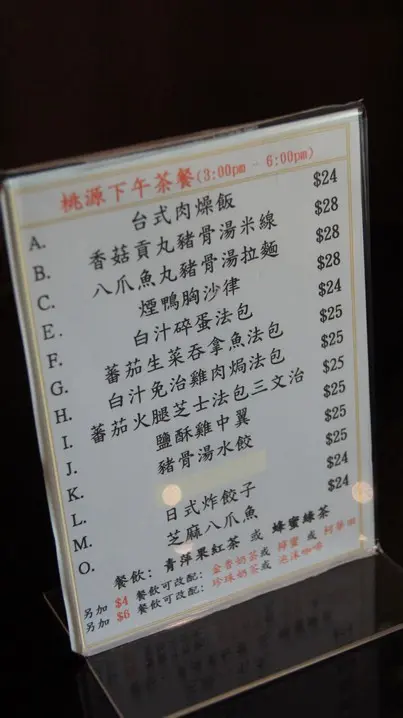 桃源下午茶餐(3:00pm - 6:00pm)
A. 台式肉燥飯 $24
B. 香菇貢丸豬骨湯米線 $28
C. 八爪魚丸豬骨湯拉麵 $28
E. 煙鴨胸沙律 $28
F. 白汁碎蛋法包 $24
G. 蕃茄生菜吞拿魚法包 $25
H. 白汁免治雞肉焗法包 $25
I. 蕃茄火腿芝士法包三文治 $25
J. 鹽酥雞中翼 $25
K. 豬骨湯水餃 $25
L.
M. 日式炸餃子 $24
O. 芝麻八爪魚 $24
餐飲: 青萍果紅茶 或 蜂蜜綠茶
另加 $4 餐飲可改配: 金香奶茶或 檸蜜 或 阿華田
另加 $6 餐飲可改配: 珍珠奶茶或 泡沫咖啡